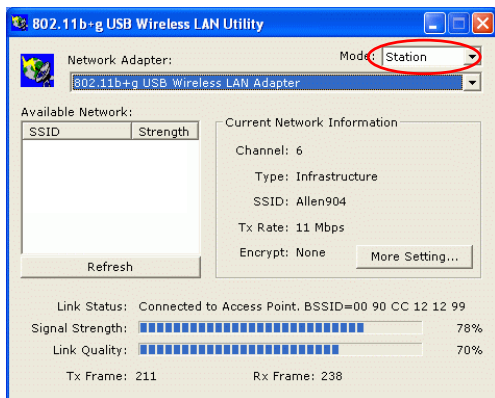 802.11b+g USB Wireless LAN Utility
Network Adapter:
Mode: Station
802.11b+g USB Wireless LAN Adapter
Available Network:
SSID Strength
Refresh
Current Network Information
Channel: 6
Type: Infrastructure
SSID: Allen904
Tx Rate: 11 Mbps
Encrypt: None
More Setting...
Link Status: Connected to Access Point. BSSID=00 90 CC 12 12 99
Signal Strength: 78%
Link Quality: 70%
Tx Frame: 211 Rx Frame: 238